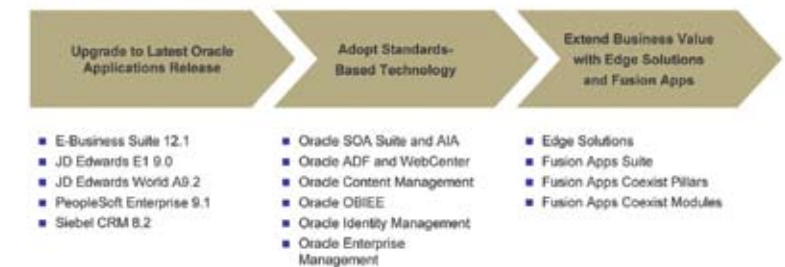 Upgrade to Latest Oracle
Applications Release
Adopt Standards-
Based Technology
Extend Business Value
with Edge Solutions
and Fusion Apps
E-Business Suite 12.1
JD Edwards E1 9.0
JD Edwards World A9.2
PeopleSoft Enterprise 9.1
Siebel CRM 8.2
Oracle SOA Suite and AIA
Oracle ADF and WebCenter
Oracle Content Management
Oracle OBIEE
Oracle Identity Management
Oracle Enterprise
Management
Edge Solutions
Fusion Apps Suite
Fusion Apps Coexist Pillars
Fusion Apps Coexist Modules